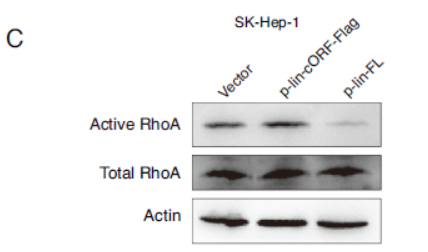 C
SK-Hep-1
Vector
p-lin-cORF-Flag
p-lin-FL
Active RhoA
Total RhoA
Actin